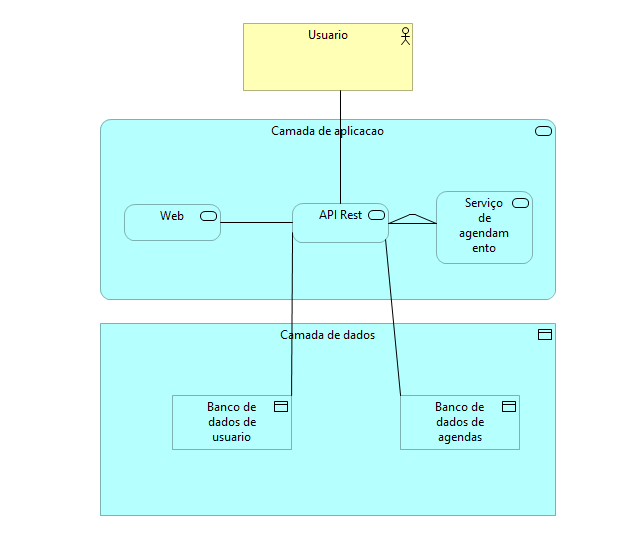 Usuario
Camada de aplicacao
Web
API Rest
Serviço
de
agendam
ento
Camada de dados
Banco de
dados de
usuario
Banco de
dados de
agendas